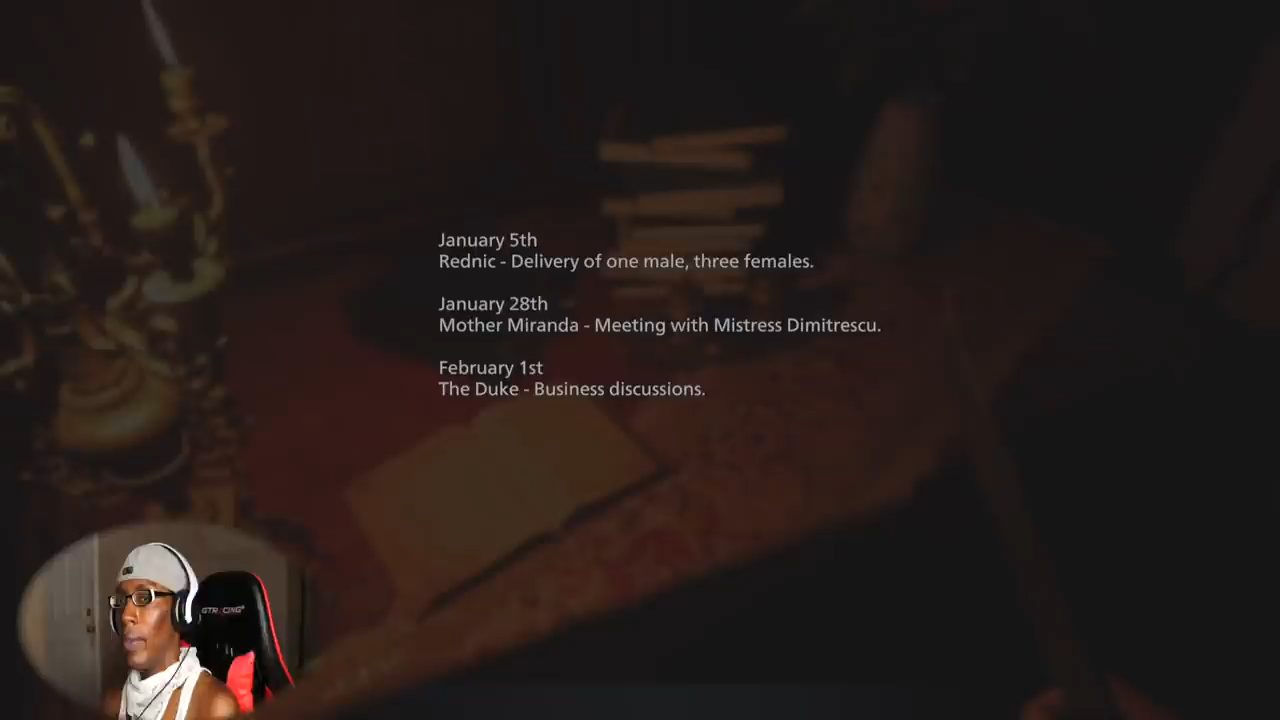 January 5th
Rednic - Delivery of one male, three females.
January 28th
Mother Miranda - Meeting with Mistress Dimitrescu.
February 1st
The Duke - Business discussions.
GTRACING